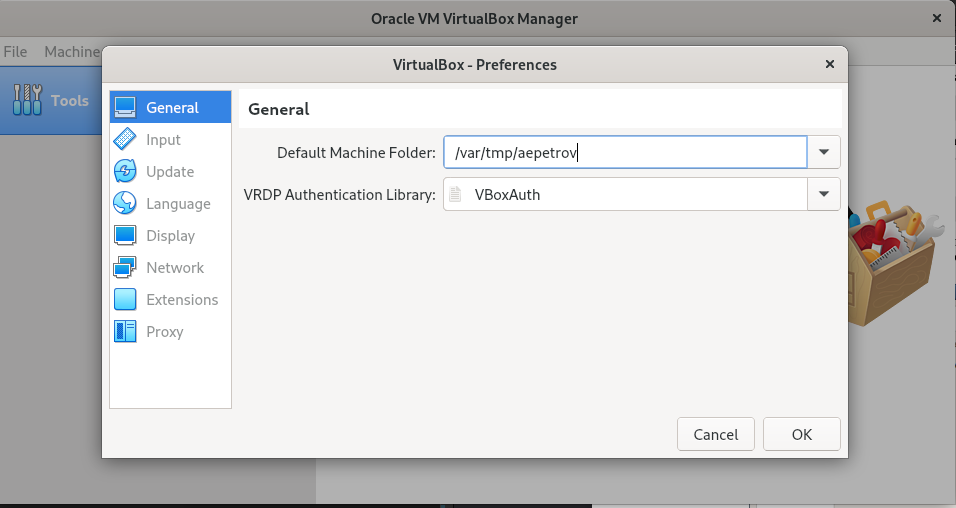 Oracle VM VirtualBox Manager
File Machine
VirtualBox - Preferences
Tools
General
Input
Update
Language
Display
Network
Extensions
Proxy
General
Default Machine Folder: /var/tmp/aepetrov
VRDP Authentication Library: VBoxAuth
Cancel OK